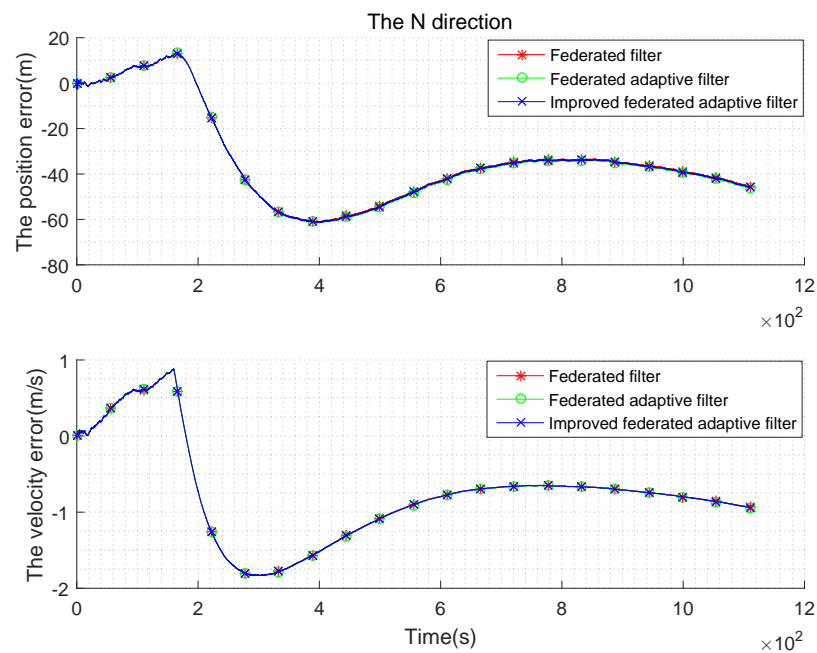 The N direction
The position error(m)
20
0
-20
-40
-60
-80
Federated filter
Federated adaptive filter
Improved federated adaptive filter
0 2 4 6 8 10 12
×10²
The velocity error(m/s)
1
0
-1
-2
Federated filter
Federated adaptive filter
Improved federated adaptive filter
0 2 4 6 8 10 12
Time(s)
×10²